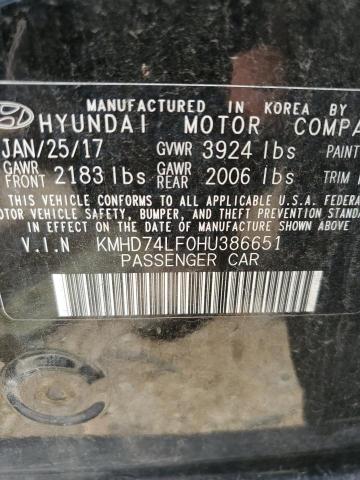 MANUFACTURED IN KOREA BY
HYUNDAI MOTOR COMPA
JAN/25/17 GVWR 3924 lbs PAINT
GAWR FRONT 2183 lbs GAWR REAR 2006 lbs TRIM
THIS VEHICLE CONFORMS TO ALL APPLICABLE U.S.A. FEDE
MOTOR VEHICLE SAFETY, BUMPER, AND THEFT PREVENTION
STANDARDS IN EFFECT ON THE DATE OF MANUFACTURE SHOWN ABOVE
V.I.N KMHD74LF0HU386651
PASSENGER CAR